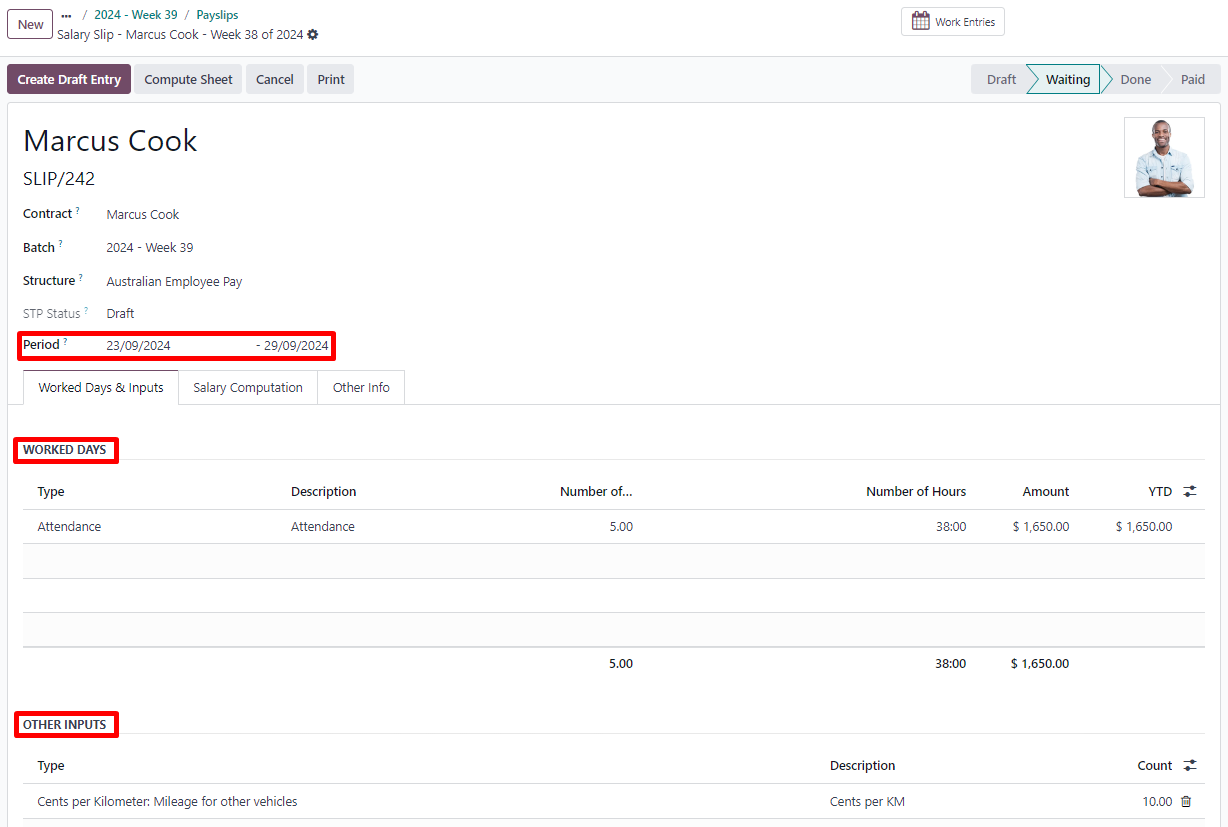 New ... / 2024 - Week 39 / Payslips
Salary Slip - Marcus Cook - Week 38 of 2024
Work Entries
Create Draft Entry Compute Sheet Cancel Print Draft Waiting Done Paid
Marcus Cook
SLIP/242
Contract ? Marcus Cook
Batch ? 2024 - Week 39
Structure ? Australian Employee Pay
STP Status ? Draft
Period ? 23/09/2024 - 29/09/2024
Worked Days & Inputs Salary Computation Other Info
WORKED DAYS
Type Description Number of... Number of Hours Amount YTD
Attendance Attendance 5.00 38:00 $ 1,650.00 $ 1,650.00
5.00 38:00 $ 1,650.00
OTHER INPUTS
Type Description Count
Cents per Kilometer: Mileage for other vehicles Cents per KM 10.00